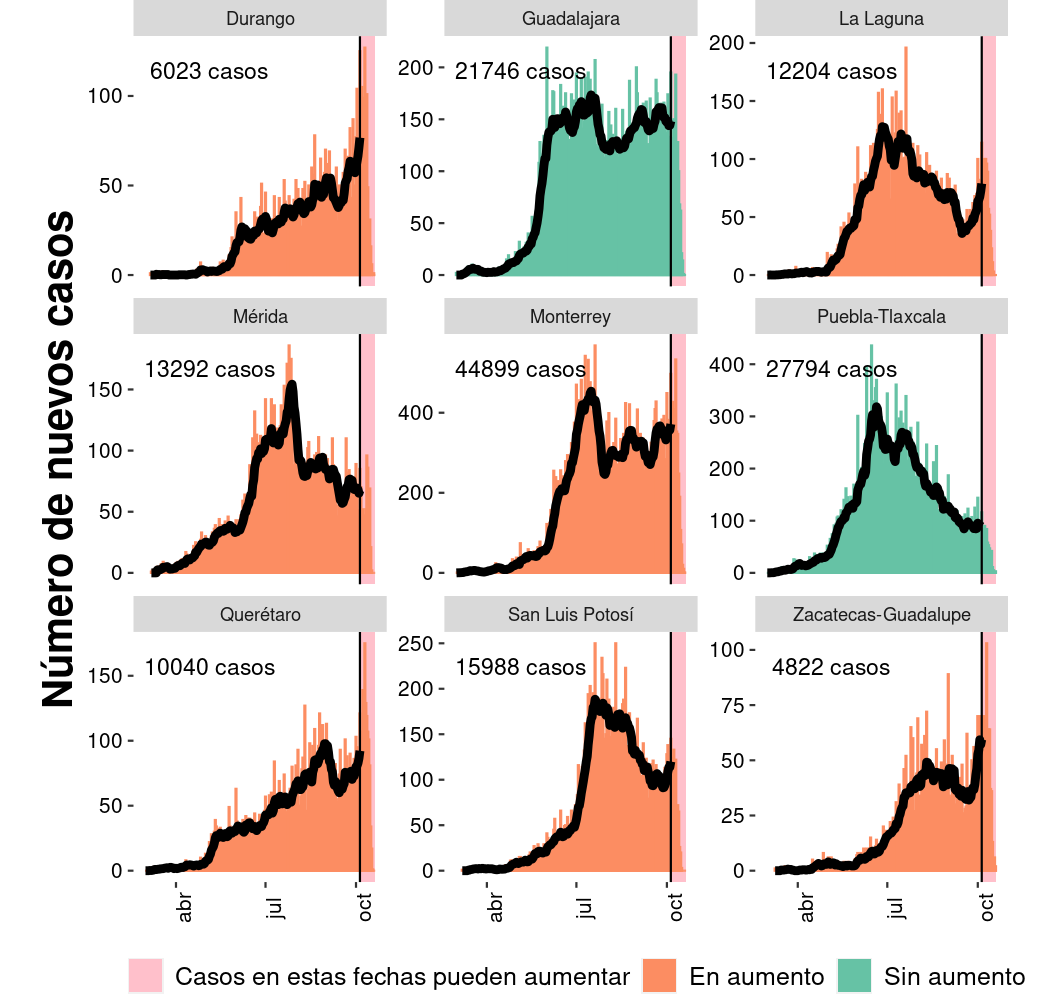 Número de nuevos casos
Durango
Guadalajara
La Laguna
6023 casos
21746 casos
12204 casos
100
50
0
200
150
100
50
0
200
150
100
50
0
Mérida
Monterrey
Puebla-Tlaxcala
13292 casos
44899 casos
27794 casos
150
100
50
0
400
200
0
400
300
200
100
0
Querétaro
San Luis Potosí
Zacatecas-Guadalupe
10040 casos
15988 casos
4822 casos
150
100
50
0
250
200
150
100
50
0
100
75
50
25
0
abr
jul
oct
abr
jul
oct
abr
jul
oct
Casos en estas fechas pueden aumentar
En aumento
Sin aumento